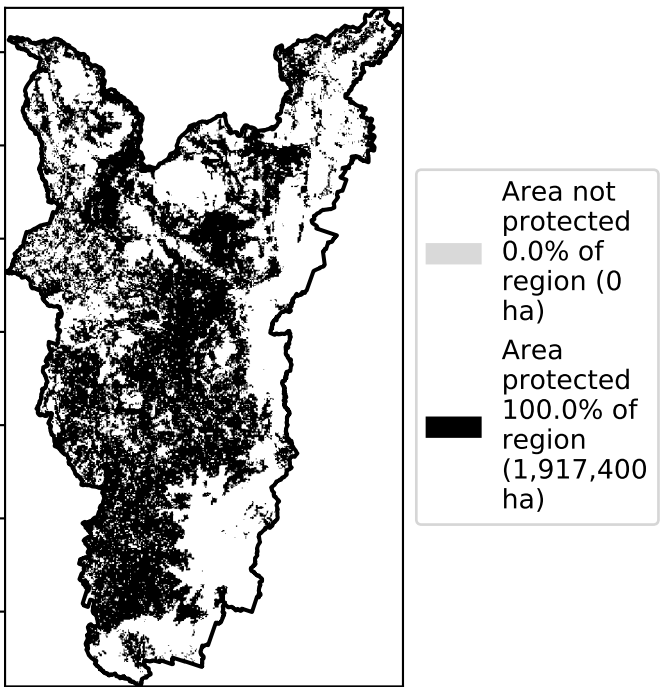 Area not
protected
0.0% of
region (0
ha)
Area
protected
100.0% of
region
(1,917,400
ha)